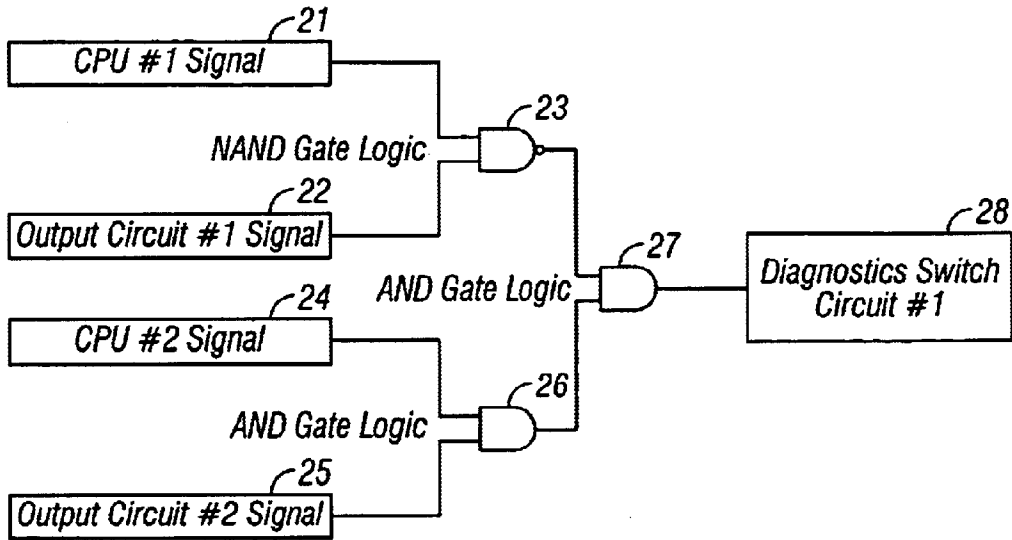 21
CPU #1 Signal
23
NAND Gate Logic
22
Output Circuit #1 Signal
28
27
Diagnostics Switch
Circuit #1
AND Gate Logic
24
CPU #2 Signal
26
AND Gate Logic
25
Output Circuit #2 Signal